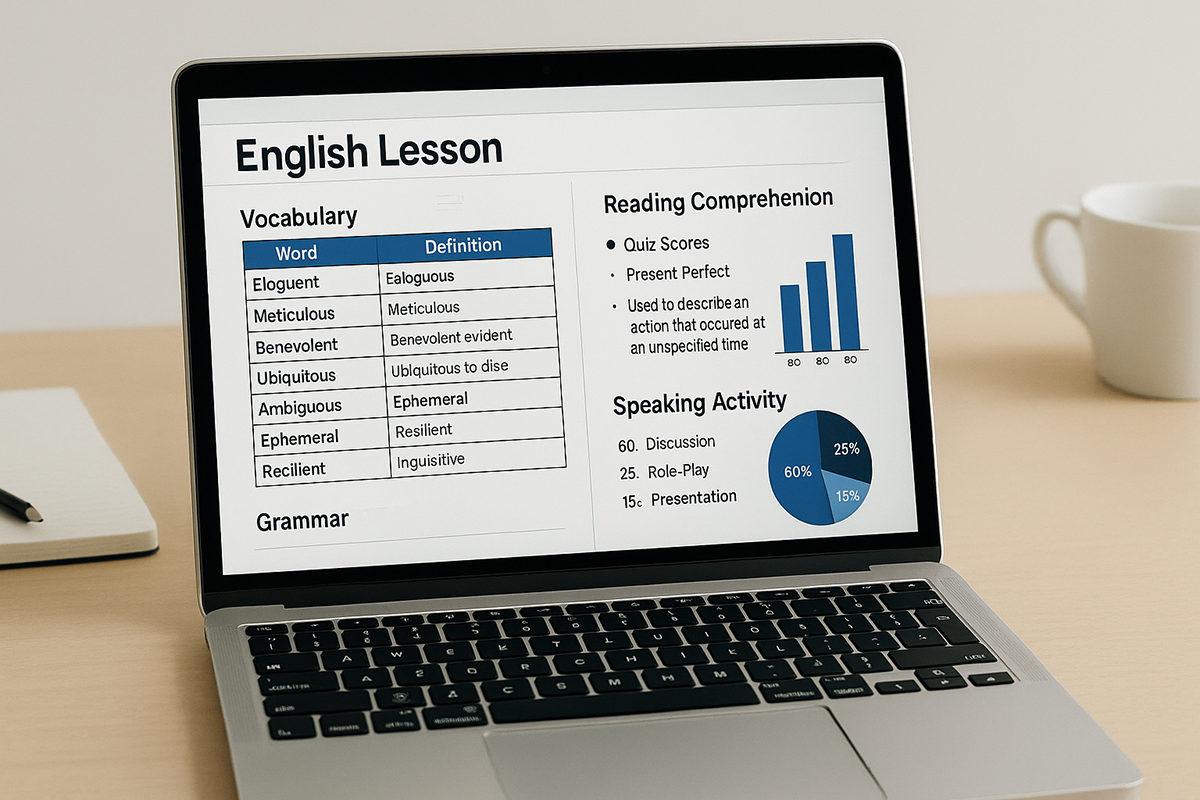 English Lesson
Vocabulary
Word Definition
Eloguent Ealoguous
Meticulous Meticulous
Benevolent Benevolent evident
Ubiquitous Ublquitous to dise
Ambiguous Ephemeral
Ephemeral Resilient
Recilient Inguisitive
Grammar
Reading Comprehenion
• Quiz Scores
· Present Perfect
· Used to describe an
action that occured at
an unspecified time
80 80 80
Speaking Activity
60. Discussion
25. Role-Play
15c Presentation
60%
25%
15%